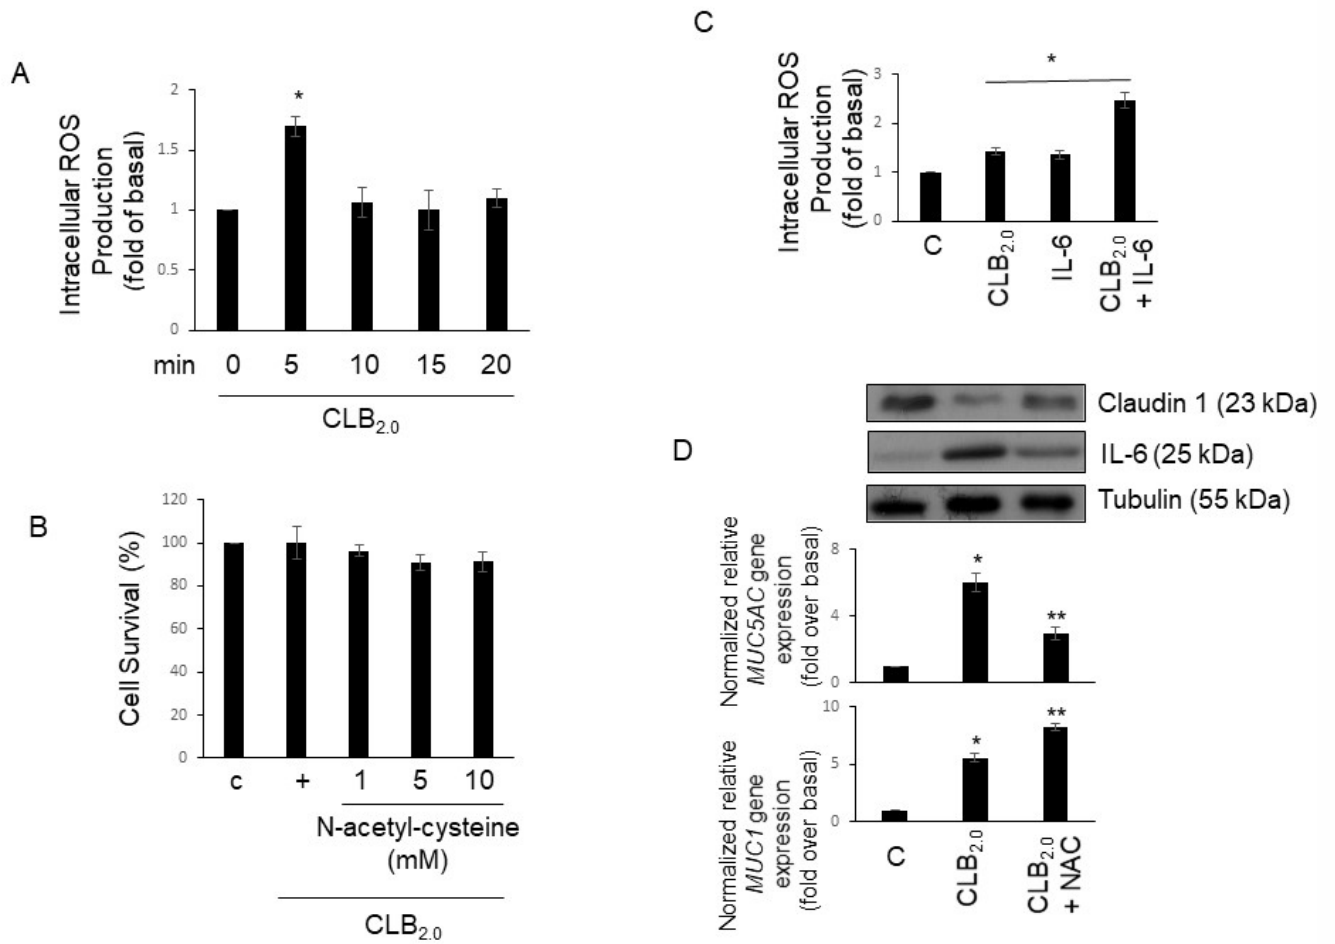 A
Intracellular ROS
Production
(fold of basal)
2
1.5
1
0.5
0
*
min 0 5 10 15 20
CLB2.0
B
Cell Survival (%)
120
100
80
60
40
20
0
c + 1 5 10
N-acetyl-cysteine
(mM)
CLB2.0
C
Intracellular ROS
Production
(fold of basal)
3
2
1
0
*
C
CLB2.0
IL-6
CLB2.0
+ IL-6
D
Claudin 1 (23 kDa)
IL-6 (25 kDa)
Tubulin (55 kDa)
Normalized relative
MUC5AC gene
expression
(fold over basal)
8
4
0
*
**
Normalized relative
MUC1 gene
expression
(fold over basal)
10
5
0
*
**
C
CLB2.0
CLB2.0
+ NAC